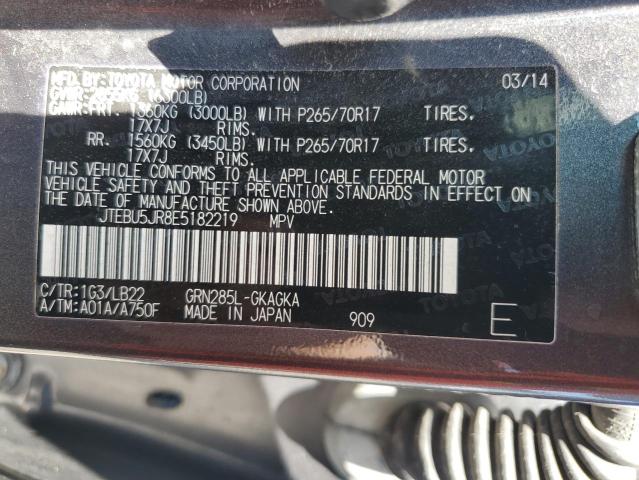 MFD. BY: TOYOTA MOTOR CORPORATION 03/14
GVWR: (6300LB)
GAWR: FRT. 1360KG (3000LB) WITH P265/70R17 TIRES.
17X7J RIMS.
RR. 1560KG (3450LB) WITH P265/70R17 TIRES.
17X7J RIMS.
THIS VEHICLE CONFORMS TO ALL APPLICABLE FEDERAL MOTOR
VEHICLE SAFETY AND THEFT PREVENTION STANDARDS IN EFFECT ON
THE DATE OF MANUFACTURE SHOWN ABOVE.
JTEBU5JR8E5182219 MPV
C/TR: 1G3/LB22 GRN285L-GKAGKA
A/TM: A01A/A750F MADE IN JAPAN 909 E